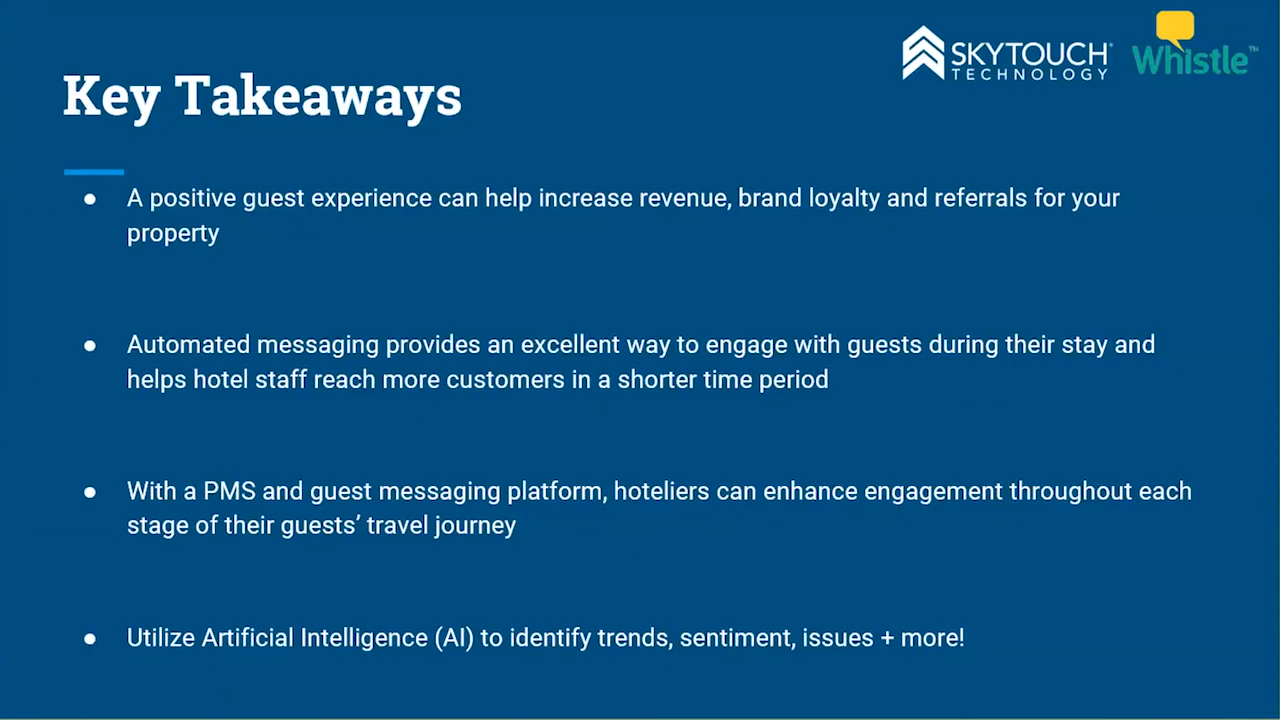 SKYTOUCH®
TECHNOLOGY
Whistle™
Key Takeaways
● A positive guest experience can help increase revenue, brand loyalty and referrals for your
property
● Automated messaging provides an excellent way to engage with guests during their stay and
helps hotel staff reach more customers in a shorter time period
● With a PMS and guest messaging platform, hoteliers can enhance engagement throughout each
stage of their guests’ travel journey
● Utilize Artificial Intelligence (AI) to identify trends, sentiment, issues + more!